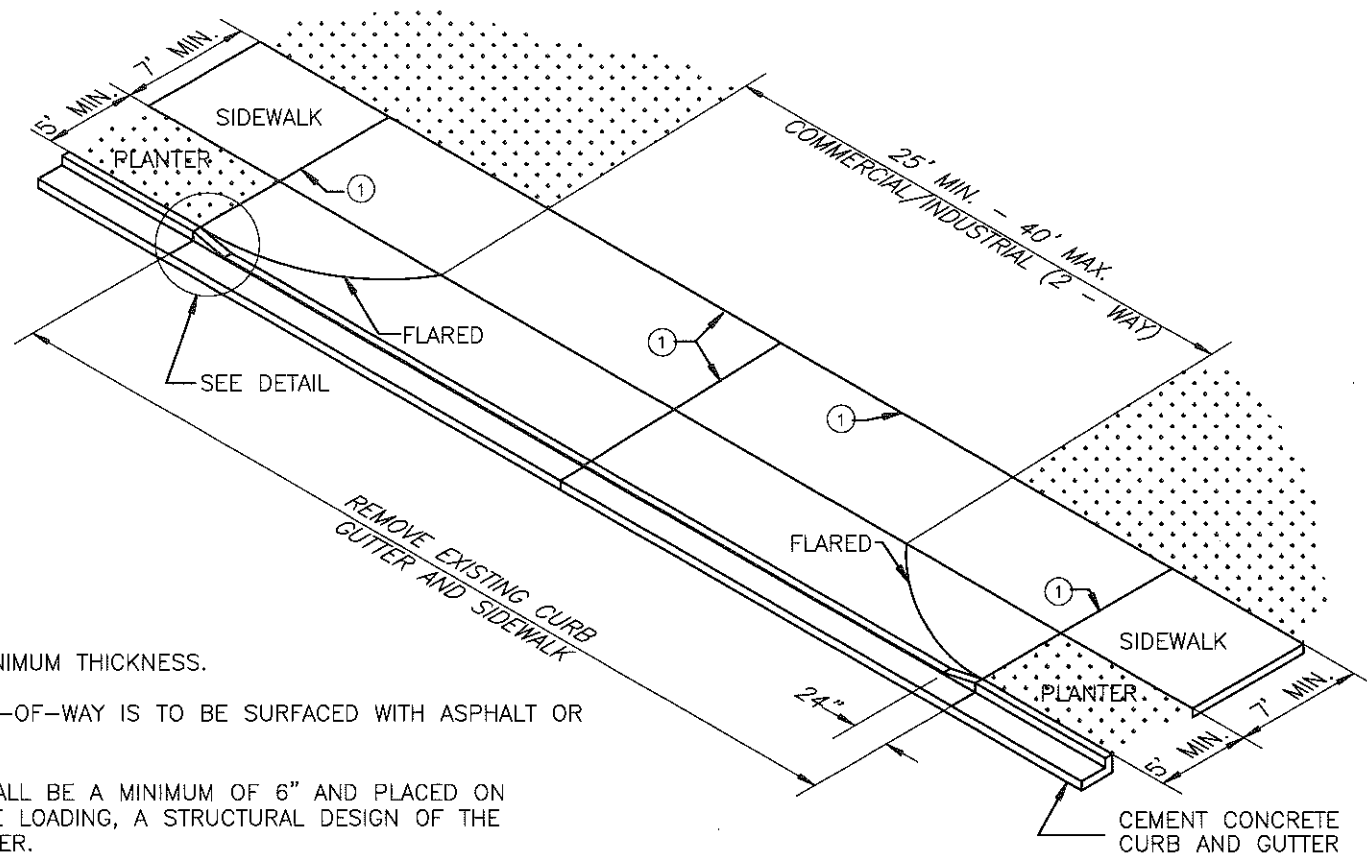 7' MIN.
5' MIN.
SIDEWALK
PLANTER
1
25' MIN. - 40' MAX.
COMMERCIAL/INDUSTRIAL (2 - WAY)
FLARED
SEE DETAIL
1
1
REMOVE EXISTING CURB
GUTTER AND SIDEWALK
FLARED
1
SIDEWALK
PLANTER
24"
7' MIN.
5' MIN.
CEMENT CONCRETE
CURB AND GUTTER
NIMUM THICKNESS.
-OF-WAY IS TO BE SURFACED WITH ASPHALT OR
ALL BE A MINIMUM OF 6" AND PLACED ON
E LOADING, A STRUCTURAL DESIGN OF THE
ER.